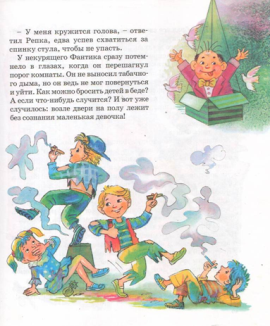 – У меня кружится голова, – отве-
тил Репка, едва успев схватиться за
спинку стула, чтобы не упасть.
У некурящего Фантика сразу потем-
нело в глазах, когда он перешагнул
порог комнаты. Он не выносил табачно-
го дыма, но он ведь не мог повернуться
и уйти. Как можно бросить детей в беде?
А если что-нибудь случится? И вот уже
случилось: возле двери на полу лежит
без сознания маленькая девочка!